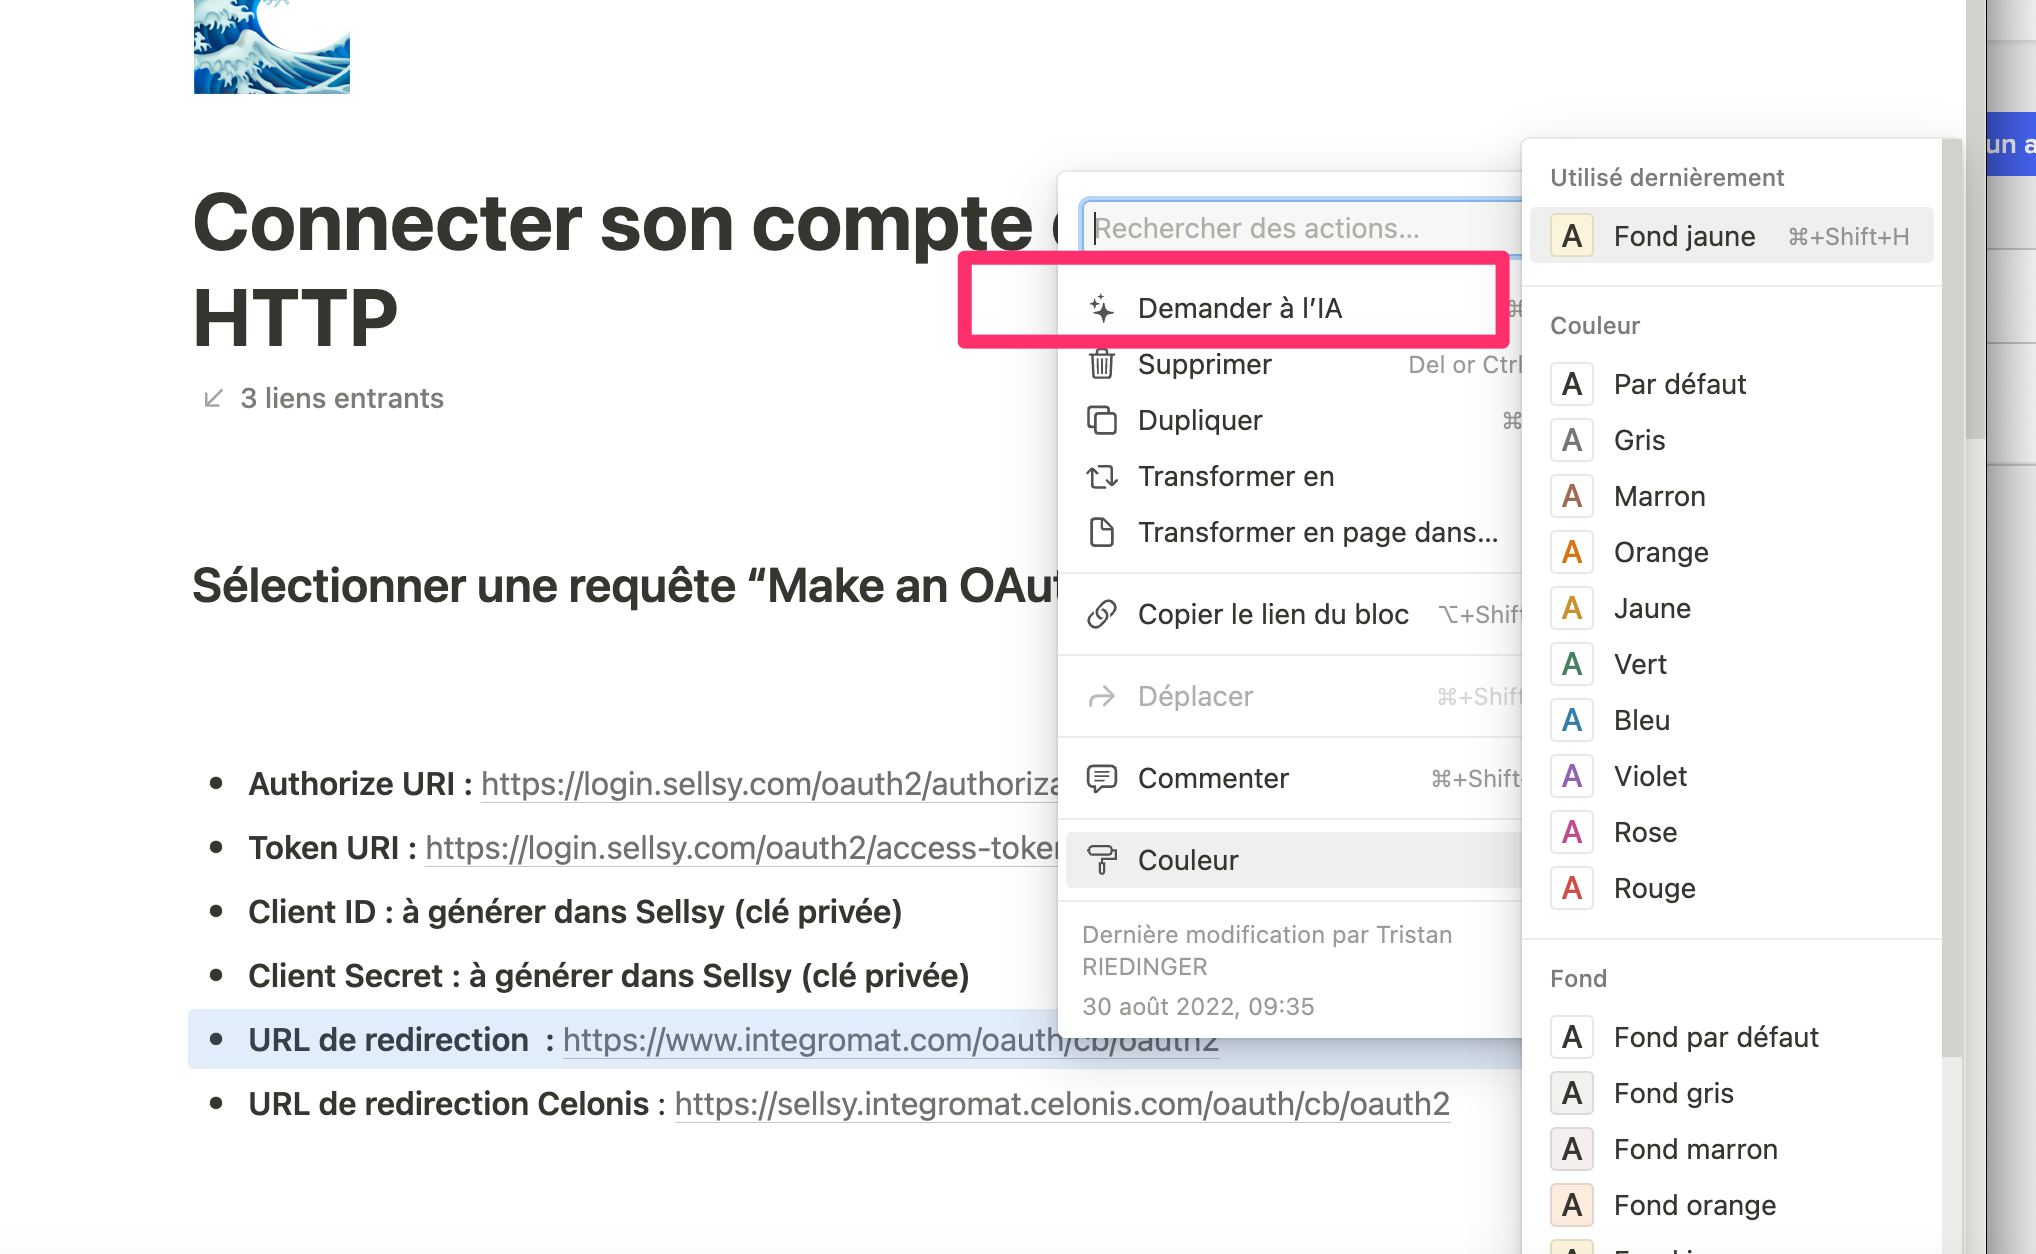 Connecter son compte
HTTP
3 liens entrants
Sélectionner une requête “Make an OAut
Authorize URI : https://login.sellsy.com/oauth2/authoriza
Token URI : https://login.sellsy.com/oauth2/access-token
Client ID : à générer dans Sellsy (clé privée)
Client Secret : à générer dans Sellsy (clé privée)
URL de redirection : https://www.integromat.com/oauth/cb/oauth2
URL de redirection Celonis : https://sellsy.integromat.celonis.com/oauth/cb/oauth2
Rechercher des actions...
Demander à l’IA ⌘
Supprimer Del or Ctrl
Dupliquer ⌘
Transformer en
Transformer en page dans...
Copier le lien du bloc ⌥+Shift
Déplacer ⌘+Shift
Commenter ⌘+Shift
Couleur
Dernière modification par Tristan
RIEDINGER
30 août 2022, 09:35
Utilisé dernièrement
A Fond jaune ⌘+Shift+H
Couleur
A Par défaut
A Gris
A Marron
A Orange
A Jaune
A Vert
A Bleu
A Violet
A Rose
A Rouge
Fond
A Fond par défaut
A Fond gris
A Fond marron
A Fond orange
un a